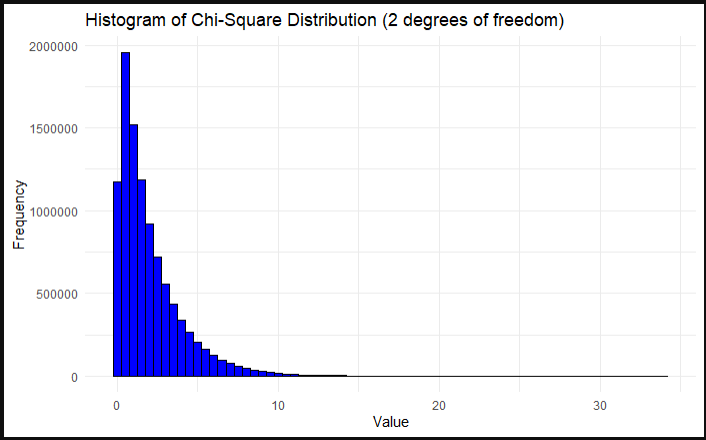 Histogram of Chi-Square Distribution (2 degrees of freedom)
2000000
1500000
1000000
500000
0
Frequency
0 10 20 30
Value